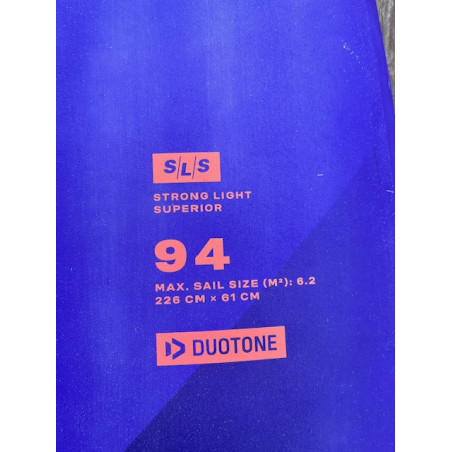 S/L/S
STRONG LIGHT
SUPERIOR
94
MAX. SAIL SIZE (M²): 6.2
226 CM × 61 CM
DUOTONE